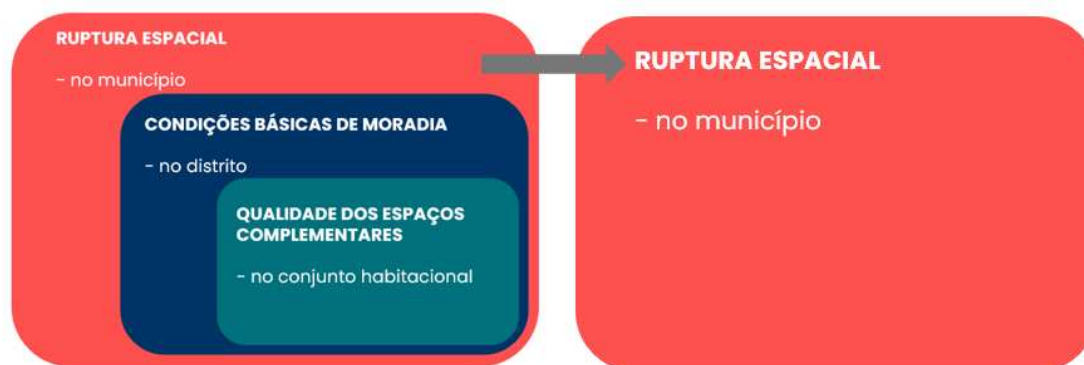 RUPTURA ESPACIAL
- no município
CONDIÇÕES BÁSICAS DE MORADIA
- no distrito
QUALIDADE DOS ESPAÇOS
COMPLEMENTARES
- no conjunto habitacional
RUPTURA ESPACIAL
- no município